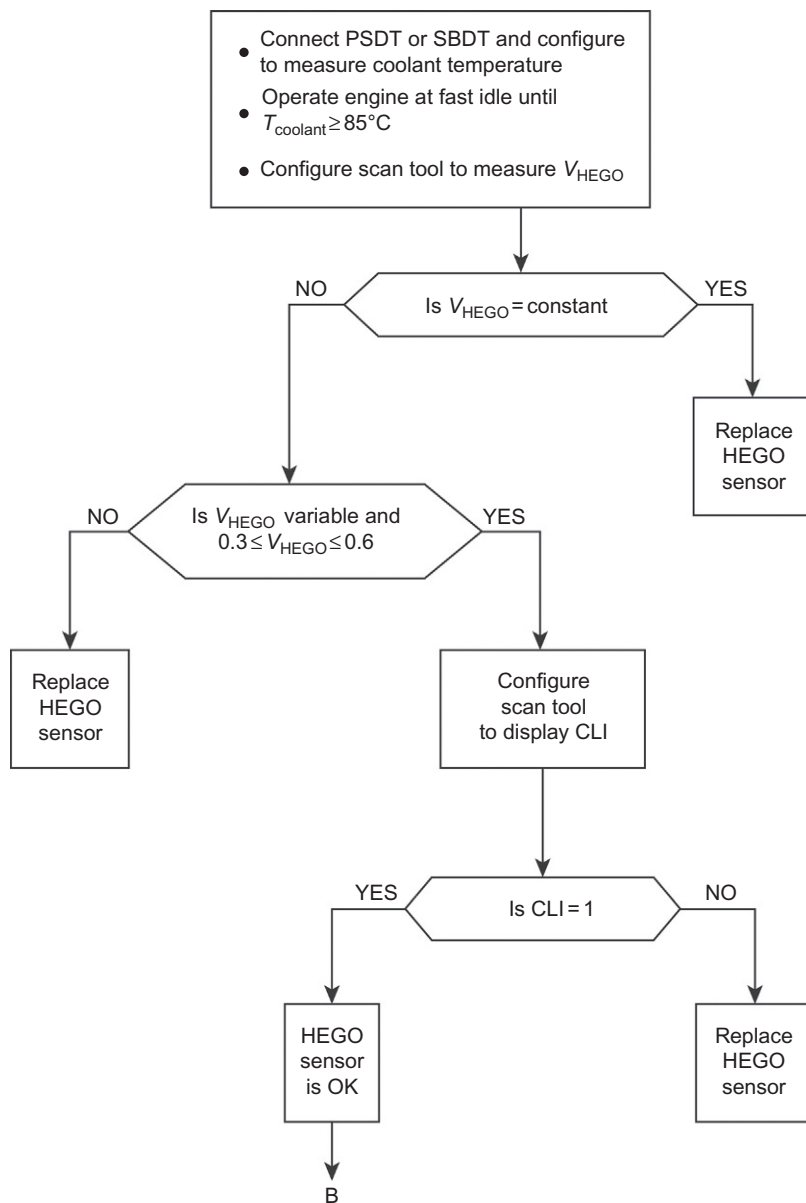 ● Connect PSDT or SBDT and configure
to measure coolant temperature
● Operate engine at fast idle until
Tcoolant ≥ 85°C
● Configure scan tool to measure VHEGO
NO
YES
Is VHEGO = constant
Replace
HEGO
sensor
NO
YES
Is VHEGO variable and
0.3 ≤ VHEGO ≤ 0.6
Replace
HEGO
sensor
Configure
scan tool
to display CLI
YES
NO
Is CLI = 1
HEGO
sensor
is OK
Replace
HEGO
sensor
B